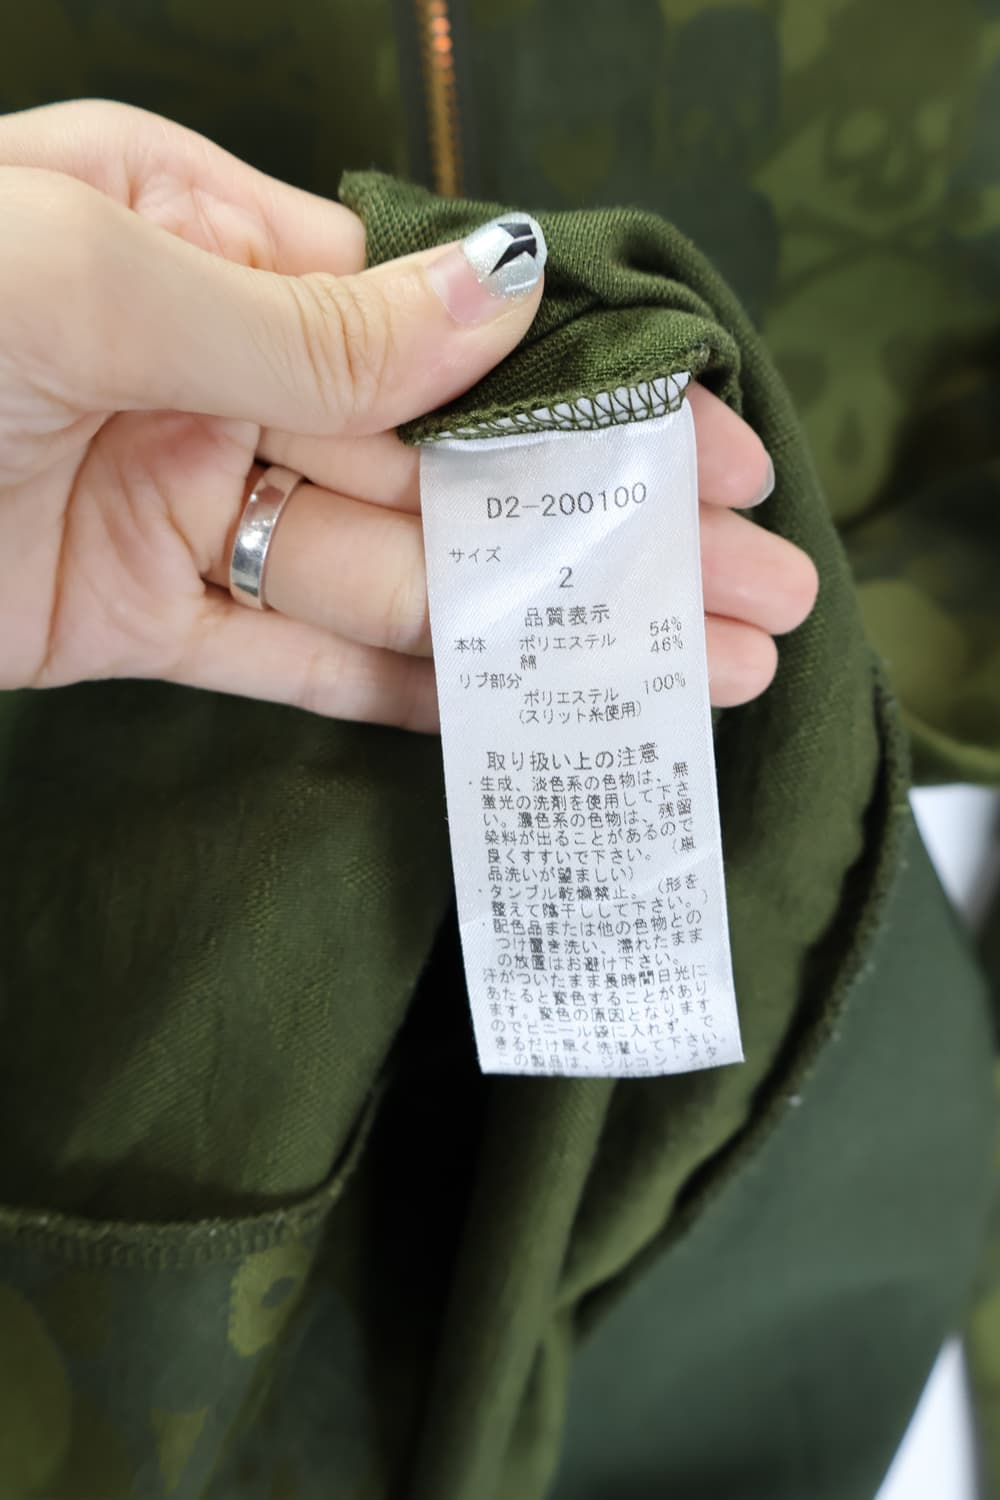 D2-200100
サイズ
2
品質表示
本体 ポリエステル 54%
綿 46%
リブ部分
ポリエステル 100%
(スリット糸使用)
取り扱い上の注意
・生成、淡色系の色物は、無
蛍光の洗剤を使用して下さ
い。濃色系の色物は、残留
染料が出ることがあるので
良くすすいで下さい。(単
品洗いが望ましい)
・タンブル乾燥禁止。(形を
整えて陰干しして下さい。)
・配色品または他の色物との
つけ置き洗い、濡れたまま
の放置はお避け下さい。
汗がついたまま長時間日光に
あたると変色することがあり
ます。変色の原因となります
のでビニール袋に入れず、で
きるだけ早く洗濯して下さい。
この製品は、シルコン・メタ